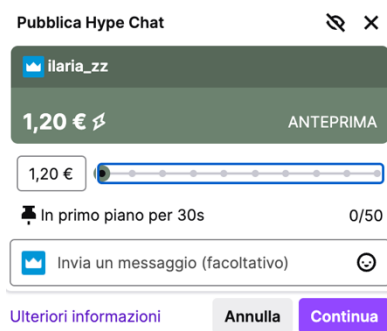 Pubblica Hype Chat
ilaria_zz
1,20 € ANTEPRIMA
1,20 €
In primo piano per 30s 0/50
Invia un messaggio (facoltativo)
Ulteriori informazioni Annulla Continua